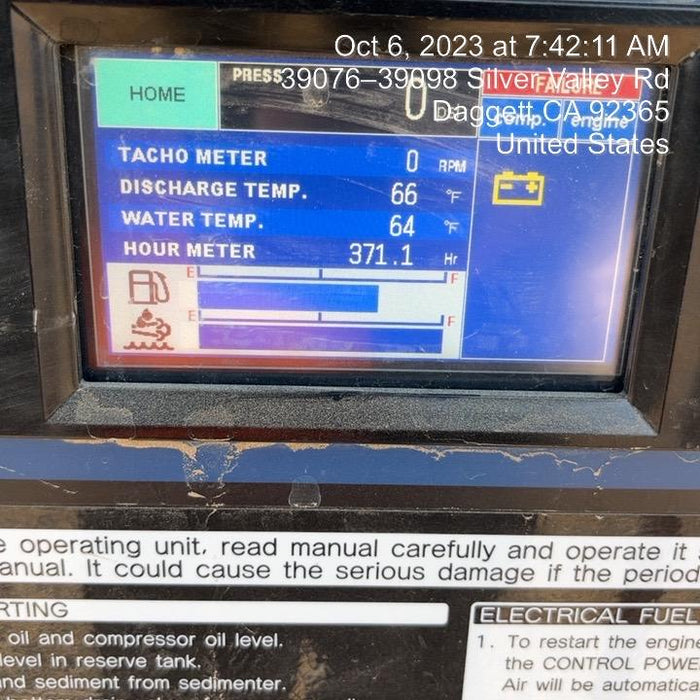 Oct 6, 2023 at 7:42:11 AM
39076–39098 Silver Valley Rd
Daggett CA 92365
United States
HOME
PRESS 0
FAILURE
comp. engine
TACHO METER 0 RPM
DISCHARGE TEMP. 66 °F
WATER TEMP. 64 °F
HOUR METER 371.1 Hr
E F
E F
e operating unit, read manual carefully and operate it
anual. It could cause the serious damage if the period
RTING
oil and compressor oil level.
level in reserve tank.
nd sediment from sedimenter.
ELECTRICAL FUEL
1. To restart the engine
the CONTROL POWE
Air will be automatica